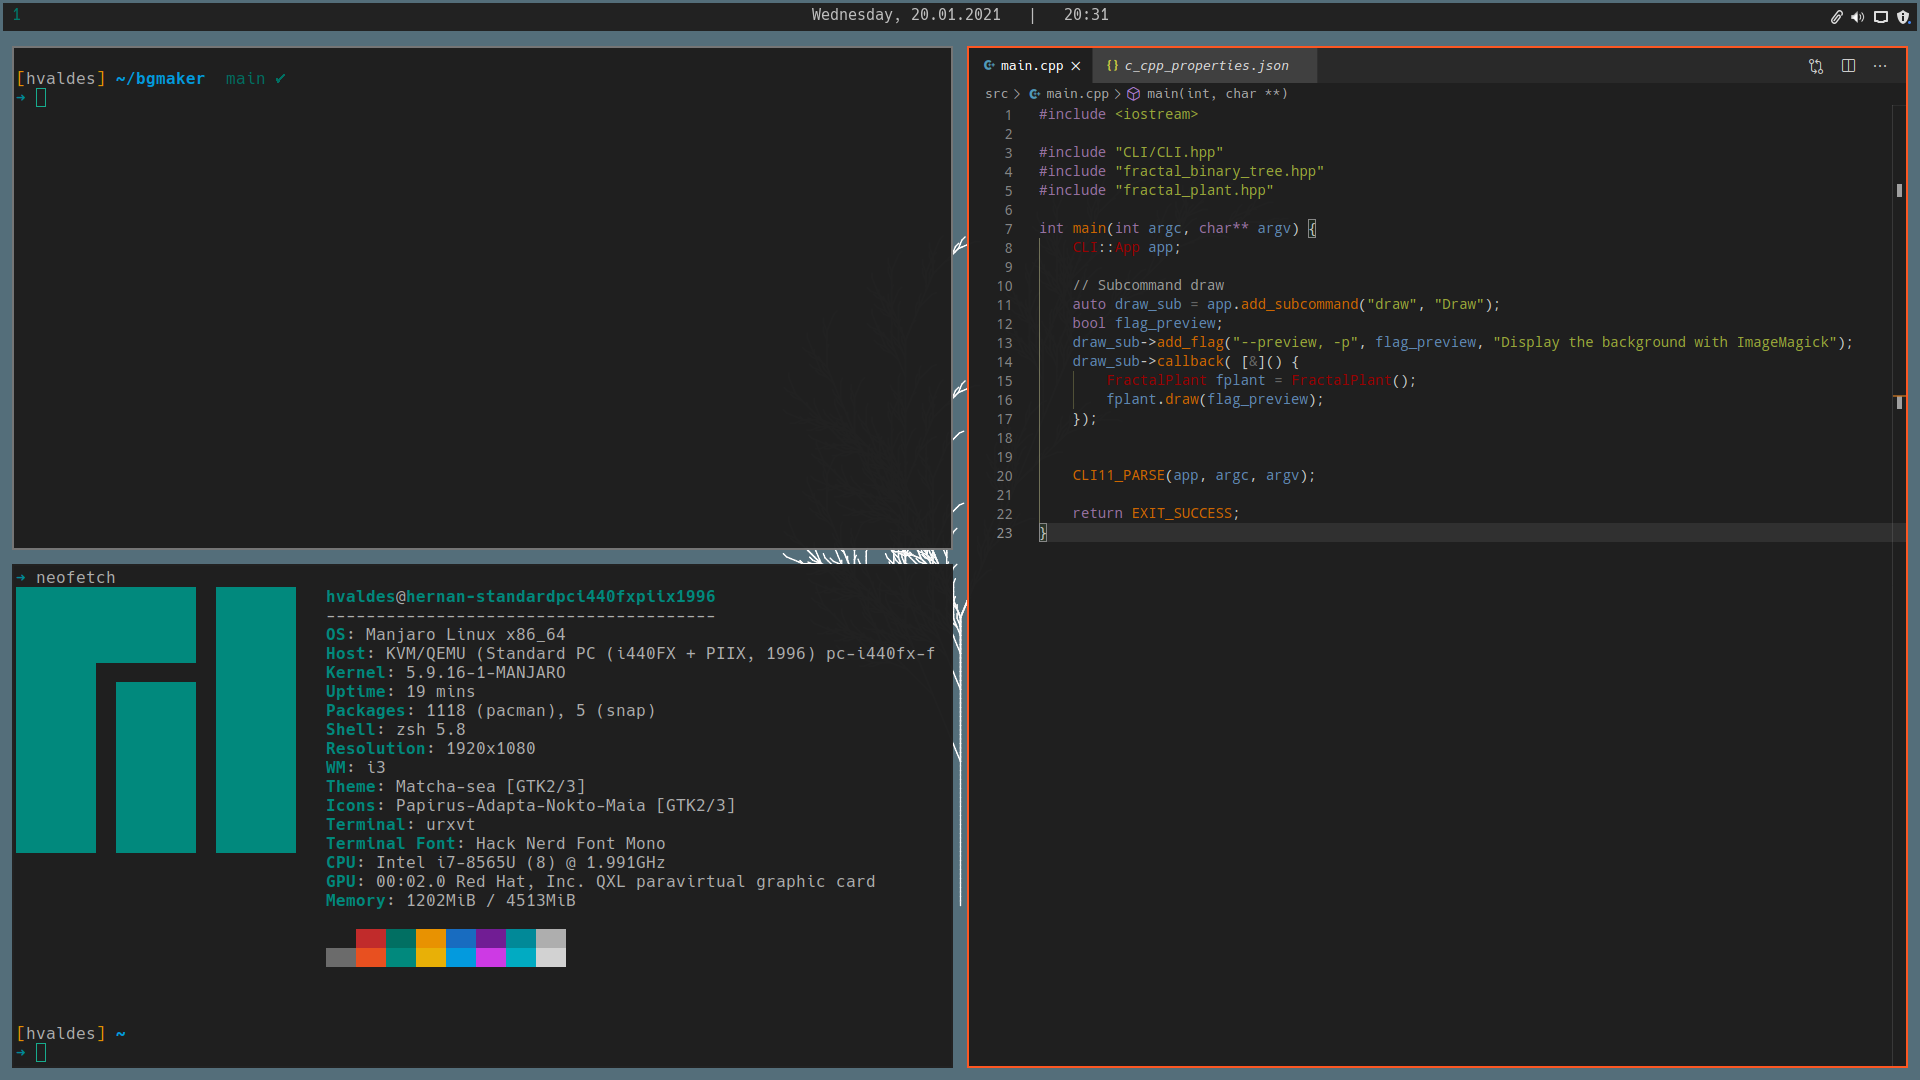 1
Wednesday, 20.01.2021 | 20:31
[hvaldes] ~/bgmaker main ✔
➜
➜ neofetch
hvaldes@hernan-standardpci440fxpiix1996
---------------------------------------
OS: Manjaro Linux x86_64
Host: KVM/QEMU (Standard PC (i440FX + PIIX, 1996) pc-i440fx-f
Kernel: 5.9.16-1-MANJARO
Uptime: 19 mins
Packages: 1118 (pacman), 5 (snap)
Shell: zsh 5.8
Resolution: 1920x1080
WM: i3
Theme: Matcha-sea [GTK2/3]
Icons: Papirus-Adapta-Nokto-Maia [GTK2/3]
Terminal: urxvt
Terminal Font: Hack Nerd Font Mono
CPU: Intel i7-8565U (8) @ 1.991GHz
GPU: 00:02.0 Red Hat, Inc. QXL paravirtual graphic card
Memory: 1202MiB / 4513MiB
[hvaldes] ~
➜
main.cpp × {} c_cpp_properties.json ···
src > main.cpp > main(int, char **)
1 #include <iostream>
2
3 #include "CLI/CLI.hpp"
4 #include "fractal_binary_tree.hpp"
5 #include "fractal_plant.hpp"
6
7 int main(int argc, char** argv) {
8 CLI::App app;
9
10 // Subcommand draw
11 auto draw_sub = app.add_subcommand("draw", "Draw");
12 bool flag_preview;
13 draw_sub->add_flag("--preview, -p", flag_preview, "Display the background with ImageMagick");
14 draw_sub->callback( [&]() {
15 FractalPlant fplant = FractalPlant();
16 fplant.draw(flag_preview);
17 });
18
19
20 CLI11_PARSE(app, argc, argv);
21
22 return EXIT_SUCCESS;
23 }